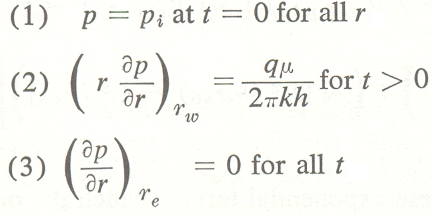 (1) p = p_i at t = 0 for all r
(2) (r ∂p/∂r)_{r_w} = qμ/2πkh for t > 0
(3) (∂p/∂r)_{r_e} = 0 for all t